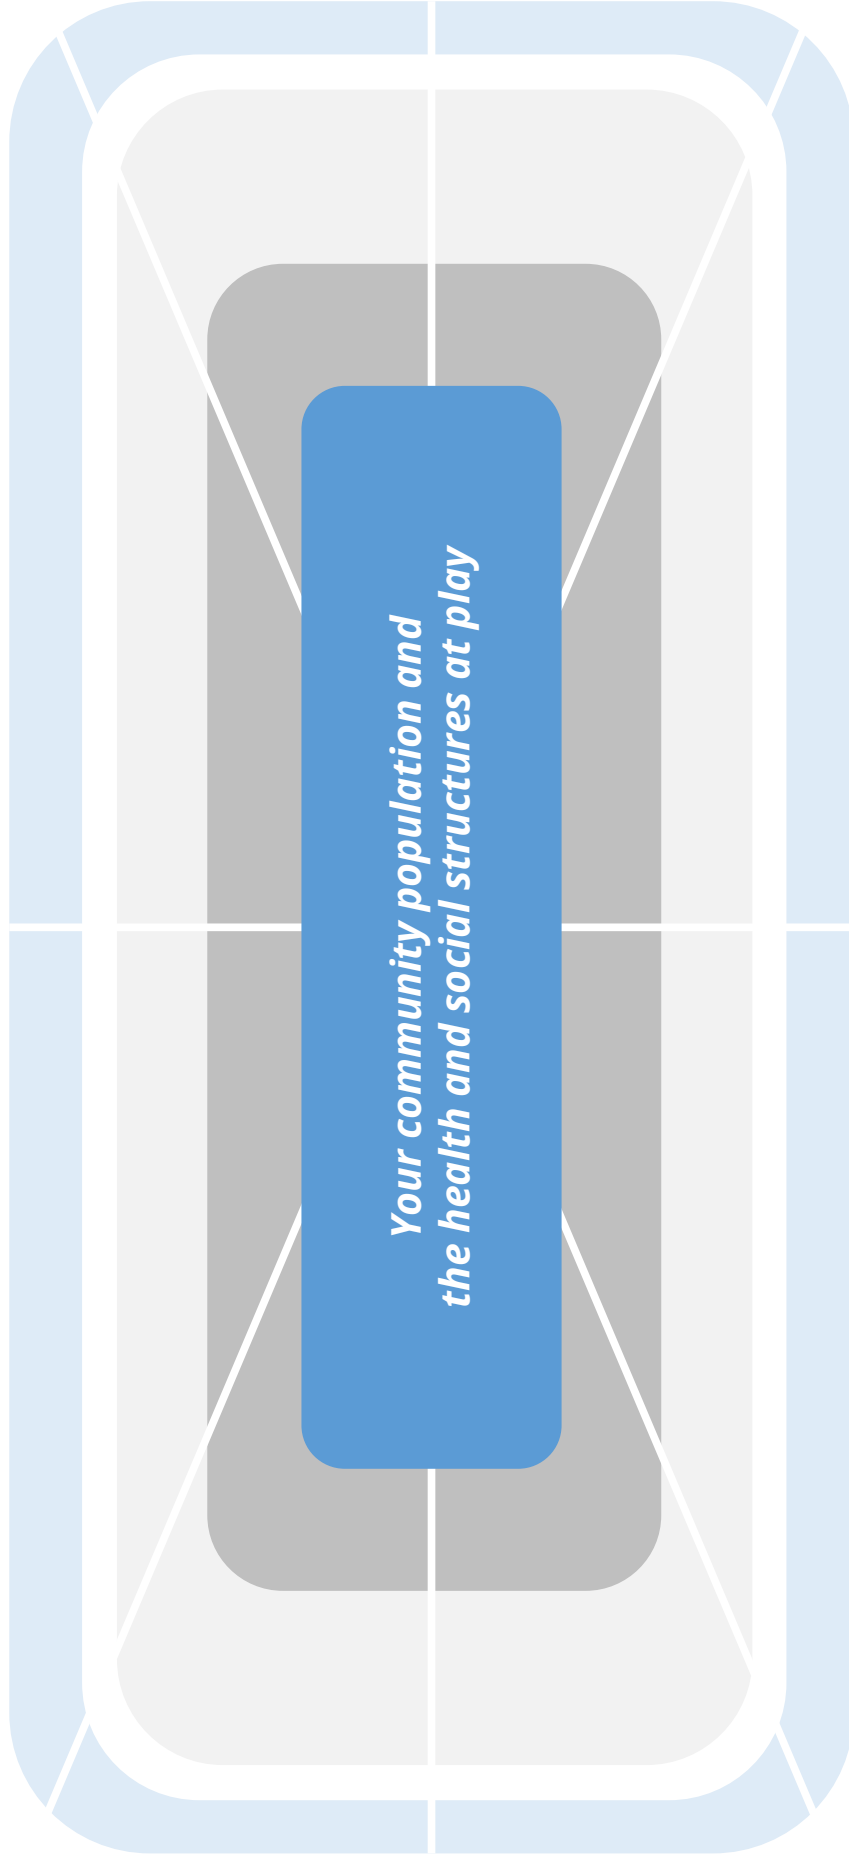 Your community population and
the health and social structures at play